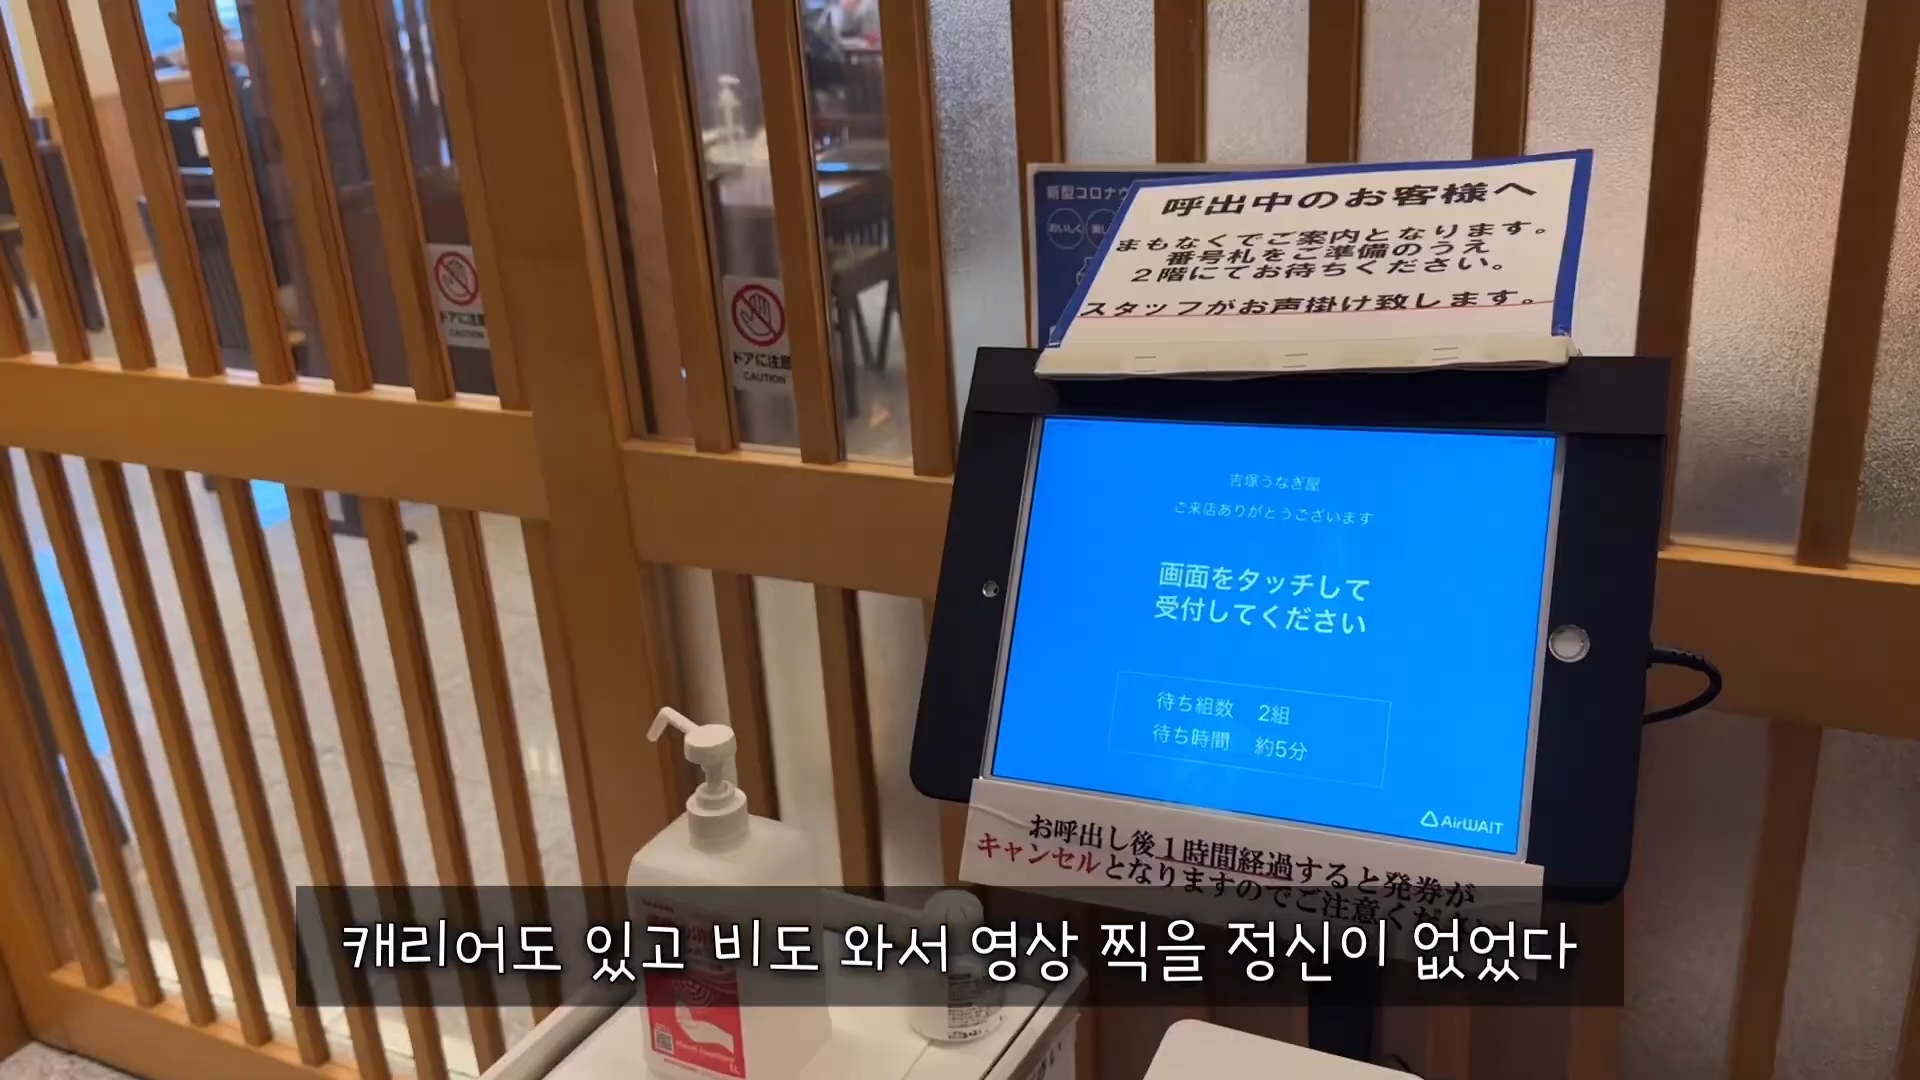 新型コロナウ
おいしく
呼出中のお客様へ
まもなくでご案内となります。
番号札をご準備のうえ
2階にてお待ちください。
スタッフがお声掛け致します。
ドアに注意
CAUTION
ドアに注意
CAUTION
吉塚うなぎ屋
ご来店ありがとうございます
画面をタッチして
受付してください
待ち組数 2組
待ち時間 約5分
AirWAIT
お呼出し後1時間経過すると発券が
キャンセルとなりますのでご注意くださ
캐리어도 있고 비도 와서 영상 찍을 정신이 없었다
1L